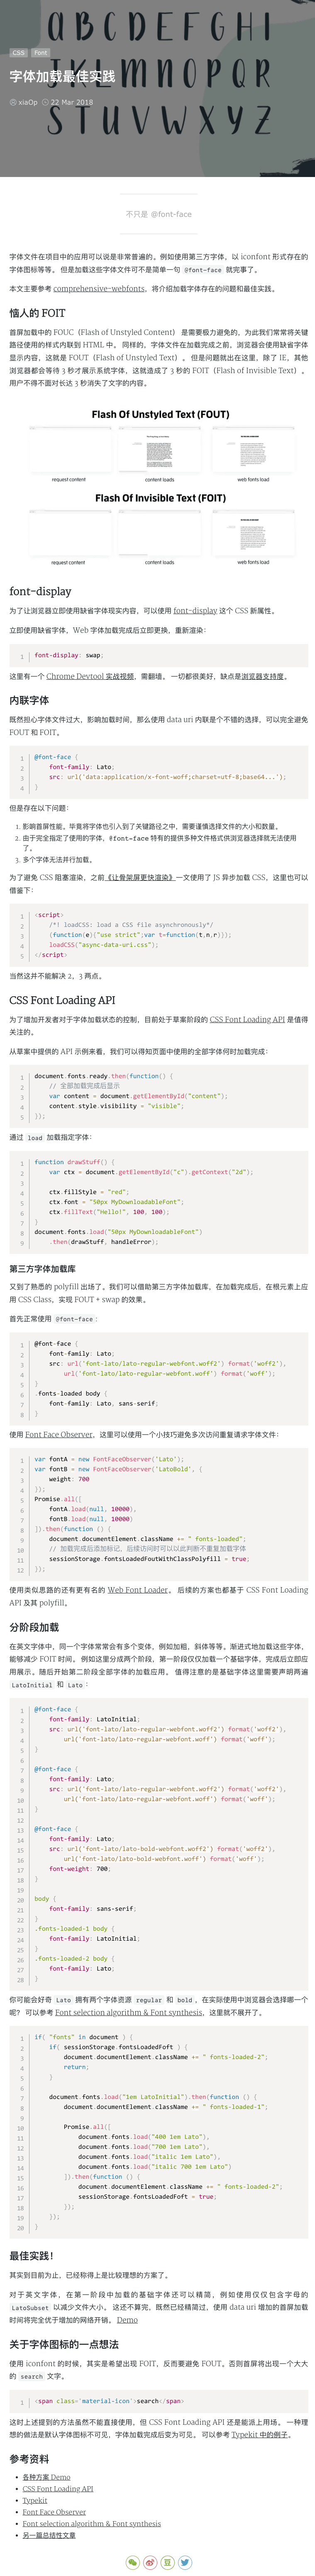 ABCDEFGH
IJKLMNOPQR
STUVWXYZ
CSS Font
字体加载最佳实践
xiaOp 22 Mar 2018
不只是 @font-face
字体文件在项目中的应用可以说是非常普遍的。例如使用第三方字体，以 iconfont 形式存在的
字体图标等等。 但是加载这些字体文件可不是简单一句 @font-face 就完事了。
本文主要参考 comprehensive-webfonts，将介绍加载字体存在的问题和最佳实践。
恼人的 FOIT
首屏加载中的 FOUC（Flash of Unstyled Content） 是需要极力避免的，为此我们常常将关键
路径使用的样式内联到 HTML 中。 同样的，字体文件在加载完成之前，浏览器会使用缺省字体
显示内容，这就是 FOUT（Flash of Unstyled Text）。 但是问题就出在这里，除了 IE，其他
浏览器都会等待 3 秒才展示系统字体，这就造成了 3 秒的 FOIT（Flash of Invisible Text）。
用户不得不面对长达 3 秒消失了文字的内容。
Flash Of Unstyled Text (FOUT)
request content content loads web fonts load
Flash Of Invisible Text (FOIT)
request content content loads web fonts load
font-display
为了让浏览器立即使用缺省字体现实内容，可以使用 font-display 这个 CSS 新属性。
立即使用缺省字体，Web 字体加载完成后立即更换，重新渲染：
1 font-display: swap;
这里有一个 Chrome Devtool 实战视频，需翻墙。 一切都很美好，缺点是浏览器支持度。
内联字体
既然担心字体文件过大，影响加载时间，那么使用 data uri 内联是个不错的选择，可以完全避免
FOUT 和 FOIT。
1 @font-face {
2 font-family: Lato;
3 src: url('data:application/x-font-woff;charset=utf-8;base64...');
4 }
但是存在以下问题：
1. 影响首屏性能。毕竟将字体也引入到了关键路径之中，需要谨慎选择文件的大小和数量。
2. 由于完全指定了使用的字体，@font-face 特有的提供多种文件格式供浏览器选择就无法使用
了。
3. 多个字体无法并行加载。
为了避免 CSS 阻塞渲染，之前《让骨架屏更快渲染》一文使用了 JS 异步加载 CSS，这里也可以
借鉴下：
1 <script>
2 /*! loadCSS: load a CSS file asynchronously*/
3 (function(e){"use strict";var t=function(t,n,r)}};
4 loadCSS("async-data-uri.css");
5 </script>
当然这并不能解决 2，3 两点。
CSS Font Loading API
为了增加开发者对于字体加载状态的控制，目前处于草案阶段的 CSS Font Loading API 是值得
关注的。
从草案中提供的 API 示例来看，我们可以得知页面中使用的全部字体何时加载完成：
1 document.fonts.ready.then(function() {
2 // 全部加载完成后显示
3 var content = document.getElementById("content");
4 content.style.visibility = "visible";
5 });
通过 load 加载指定字体：
1 function drawStuff() {
2 var ctx = document.getElementById("c").getContext("2d");
3
4 ctx.fillStyle = "red";
5 ctx.font = "50px MyDownloadableFont";
6 ctx.fillText("Hello!", 100, 100);
7 }
8 document.fonts.load("50px MyDownloadableFont")
9 .then(drawStuff, handleError);
第三方字体加载库
又到了熟悉的 polyfill 出场了。我们可以借助第三方字体加载库，在加载完成后，在根元素上应
用 CSS Class，实现 FOUT + swap 的效果。
首先正常使用 @font-face：
1 @font-face {
2 font-family: Lato;
3 src: url('font-lato/lato-regular-webfont.woff2') format('woff2'),
4 url('font-lato/lato-regular-webfont.woff') format('woff');
5 }
6 .fonts-loaded body {
7 font-family: Lato, sans-serif;
8 }
使用 Font Face Observer，这里可以使用一个小技巧避免多次访问重复请求字体文件：
1 var fontA = new FontFaceObserver('Lato');
2 var fontB = new FontFaceObserver('LatoBold', {
3 weight: 700
4 });
5 Promise.all([
6 fontA.load(null, 10000),
7 fontB.load(null, 10000)
8 ]).then(function () {
9 document.documentElement.className += " fonts-loaded";
10 // 加载完成后添加标记，后续访问时可以以此判断不重复加载字体
11 sessionStorage.fontsLoadedFoutWithClassPolyfill = true;
12 });
使用类似思路的还有更有名的 Web Font Loader。 后续的方案也都基于 CSS Font Loading
API 及其 polyfill。
分阶段加载
在英文字体中，同一个字体常常会有多个变体，例如加粗，斜体等等。渐进式地加载这些字体，
能够减少 FOIT 时间。 例如这里分成两个阶段，第一阶段仅仅加载一个基础字体，完成后立即应
用展示。随后开始第二阶段全部字体的加载应用。 值得注意的是基础字体这里需要声明两遍
LatoInitial 和 Lato：
1 @font-face {
2 font-family: LatoInitial;
3 src: url('font-lato/lato-regular-webfont.woff2') format('woff2'),
4 url('font-lato/lato-regular-webfont.woff') format('woff');
5 }
6
7 @font-face {
8 font-family: Lato;
9 src: url('font-lato/lato-regular-webfont.woff2') format('woff2'),
10 url('font-lato/lato-regular-webfont.woff') format('woff');
11 }
12
13 @font-face {
14 font-family: Lato;
15 src: url('font-lato/lato-bold-webfont.woff2') format('woff2'),
16 url('font-lato/lato-bold-webfont.woff') format('woff');
17 font-weight: 700;
18 }
19
20 body {
21 font-family: sans-serif;
22 }
23 .fonts-loaded-1 body {
24 font-family: LatoInitial;
25 }
26 .fonts-loaded-2 body {
27 font-family: Lato;
28 }
你可能会好奇 Lato 拥有两个字体资源 regular 和 bold，在实际使用中浏览器会选择哪一个
呢？ 可以参考 Font selection algorithm & Font synthesis，这里就不展开了。
1 if( "fonts" in document ) {
2 if( sessionStorage.fontsLoadedFoft ) {
3 document.documentElement.className += " fonts-loaded-2";
4 return;
5 }
6
7 document.fonts.load("1em LatoInitial").then(function () {
8 document.documentElement.className += " fonts-loaded-1";
9
10 Promise.all([
11 document.fonts.load("400 1em Lato"),
12 document.fonts.load("700 1em Lato"),
13 document.fonts.load("italic 1em Lato"),
14 document.fonts.load("italic 700 1em Lato")
15 ]).then(function () {
16 document.documentElement.className += " fonts-loaded-2";
17 sessionStorage.fontsLoadedFoft = true;
18 });
19 });
20 }
最佳实践！
其实到目前为止，已经称得上是比较理想的方案了。
对于英文字体，在第一阶段中加载的基础字体还可以精简，例如使用仅仅包含字母的
LatoSubset 以减少文件大小。 这还不算完，既然已经精简过，使用 data uri 增加的首屏加载
时间将完全优于增加的网络开销。 Demo
关于字体图标的一点想法
使用 iconfont 的时候，其实是希望出现 FOIT，反而要避免 FOUT。否则首屏将出现一个大大
的 search 文字。
1 <span class='material-icon'>search</span>
这时上述提到的方法虽然不能直接使用，但 CSS Font Loading API 还是能派上用场。 一种理
想的做法是默认字体图标不可见，字体加载完成后变为可见。 可以参考 Typekit 中的例子。
参考资料
各种方案 Demo
CSS Font Loading API
Typekit
Font Face Observer
Font selection algorithm & Font synthesis
另一篇总结性文章
豆